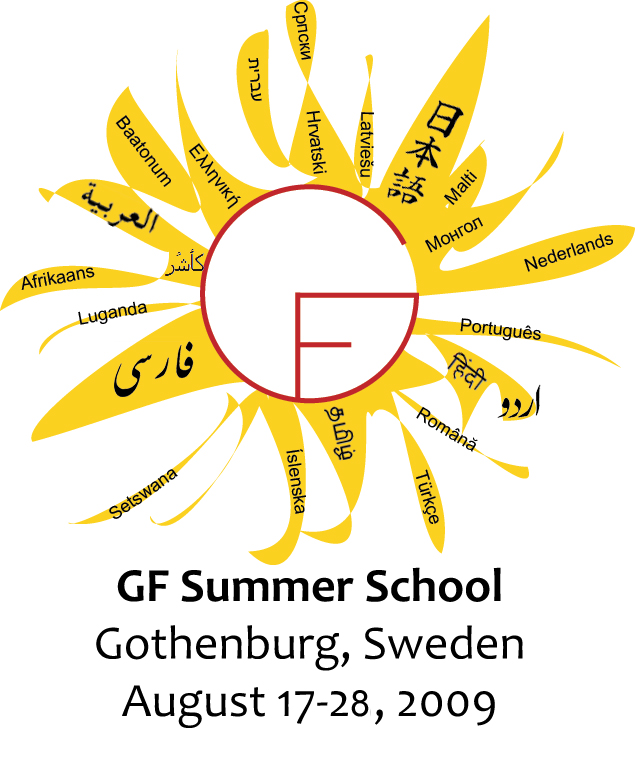 Српски
עברית
Hrvatski
Latviešu
日本語
Malti
Монгол
Nederlands
Português
हिंदी
اردو
Română
Türkçe
தமிழ்
Íslenska
Setswana
فارسی
Luganda
Afrikaans
كأشُر
العربية
Baatonum
Ελληνική
GF
GF Summer School
Gothenburg, Sweden
August 17-28, 2009